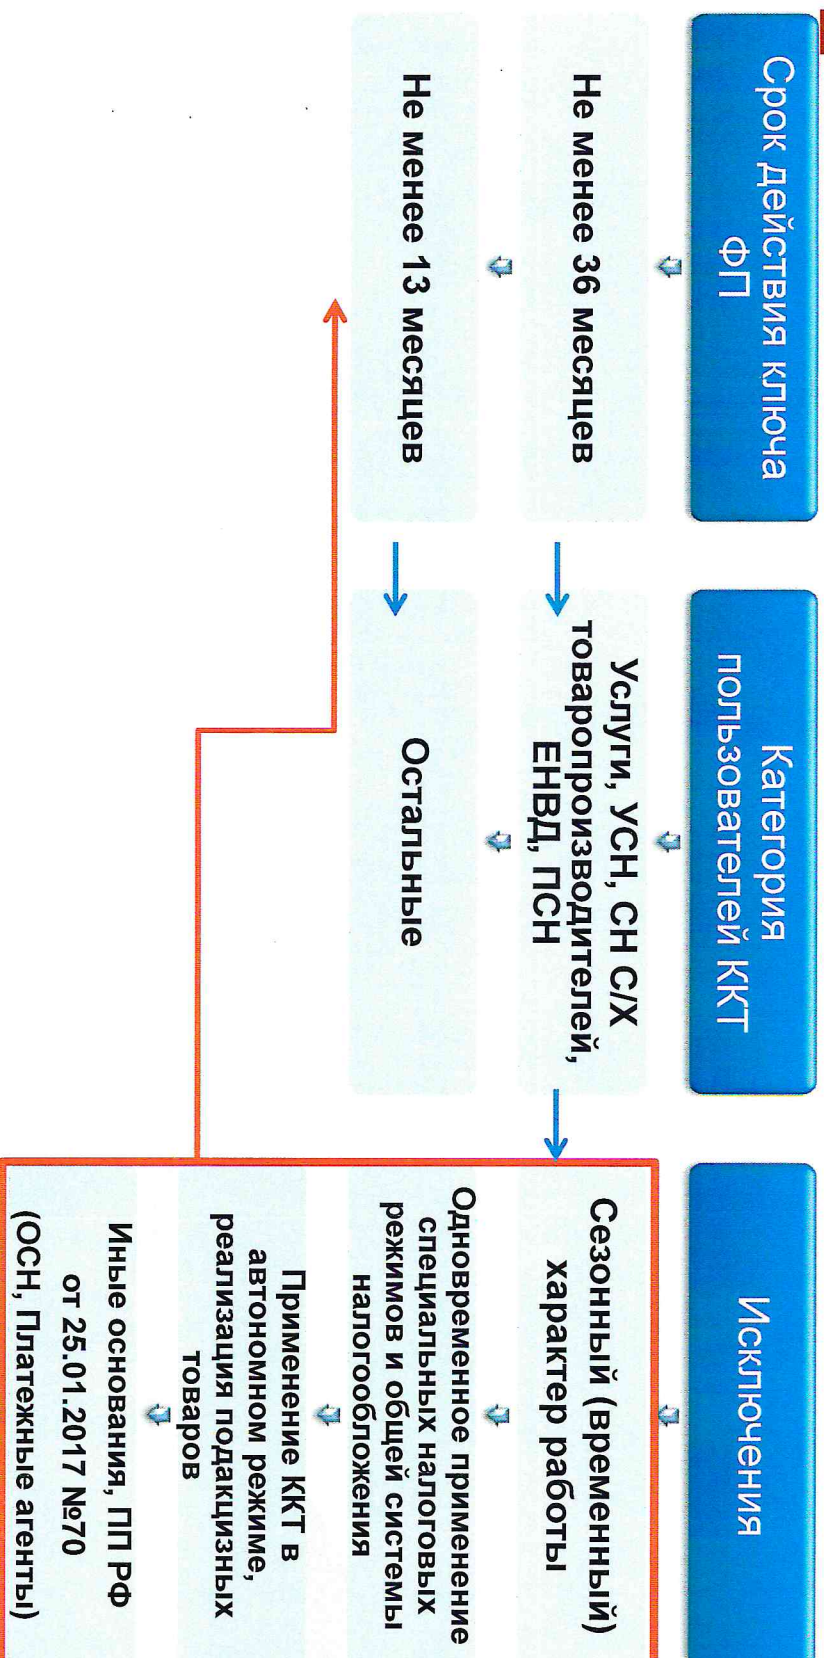 Срок действия ключа
ФП
Не менее 36 месяцев
Не менее 13 месяцев
Категория
пользователей ККТ
Услуги, УСН, СН С/Х
товаропроизводителей,
ЕНВД, ПСН
Остальные
Исключения
Сезонный (временный)
характер работы
Одновременное применение
специальных налоговых
режимов и общей системы
налогообложения
Применение ККТ в
автономном режиме,
реализация подакцизных
товаров
Иные основания, ПП РФ
от 25.01.2017 №70
(ОСН, Платежные агенты)